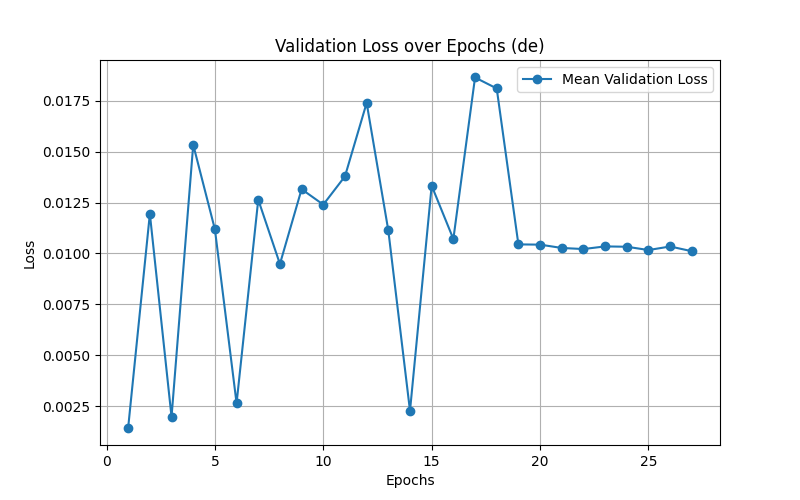 Validation Loss over Epochs (de)
Mean Validation Loss
0.0175
0.0150
0.0125
0.0100
0.0075
0.0050
0.0025
Loss
0 5 10 15 20 25
Epochs